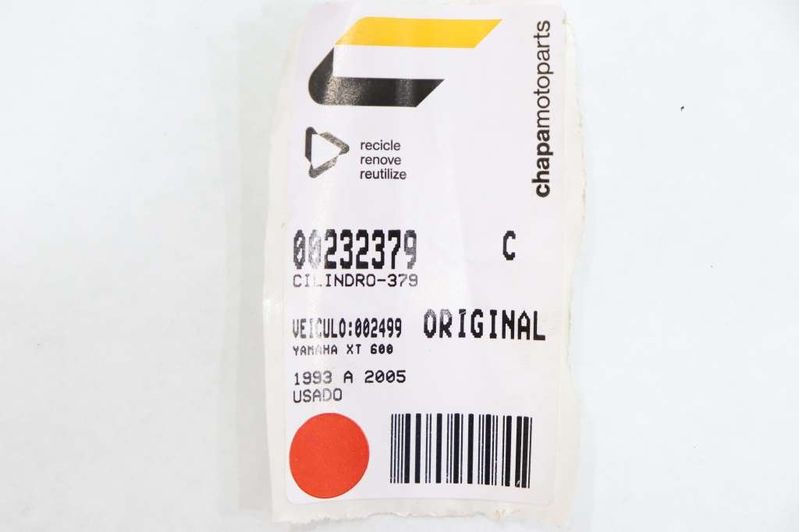 chapamotoparts
recicle
renove
reutilize
00232379 C
CILINDRO-379
VEICULO:002499 ORIGINAL
YAMAHA XT 600
1993 A 2005
USADO